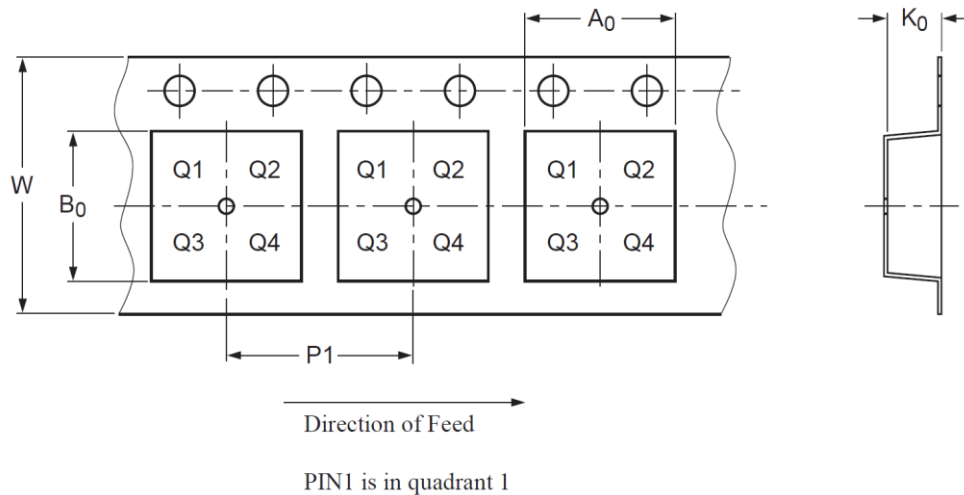 A0
K0
Q1 Q2 Q1 Q2 Q1 Q2
W
B0
Q3 Q4 Q3 Q4 Q3 Q4
P1
Direction of Feed
PIN1 is in quadrant 1